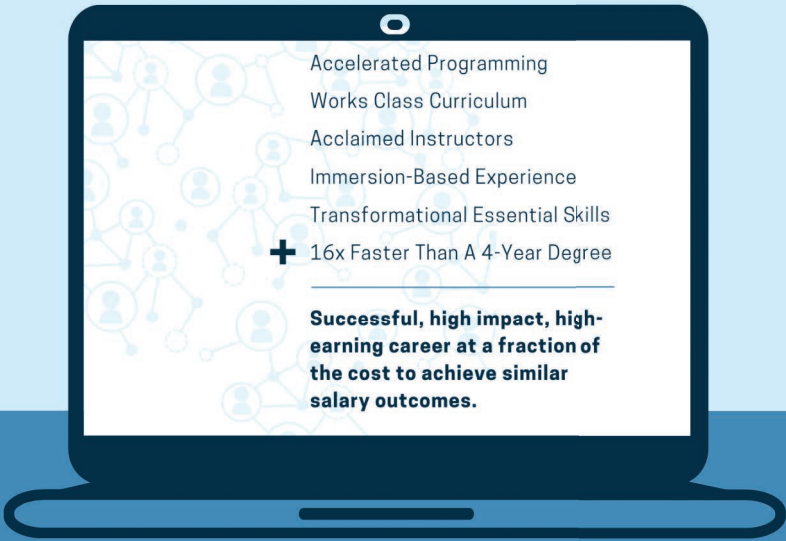 Accelerated Programming
Works Class Curriculum
Acclaimed Instructors
Immersion-Based Experience
Transformational Essential Skills
+ 16x Faster Than A 4-Year Degree
Successful, high impact, high-
earning career at a fraction of
the cost to achieve similar
salary outcomes.